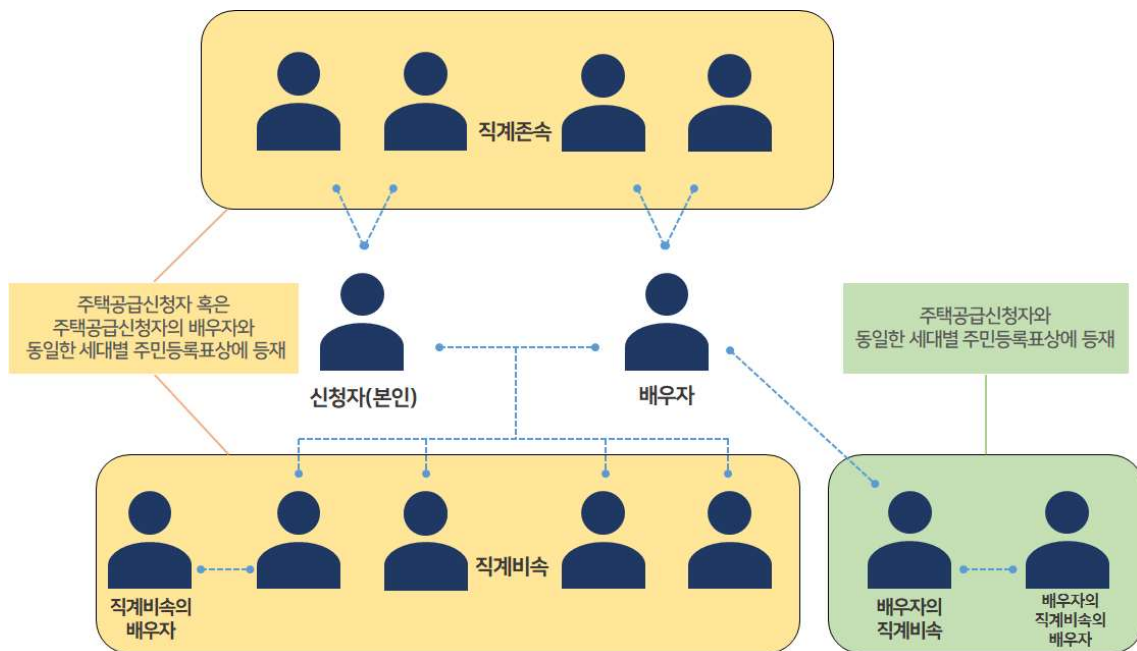 직계존속
주택공급신청자 혹은
주택공급신청자의 배우자와
동일한 세대별 주민등록표상에 등재
주택공급신청자와
동일한 세대별 주민등록표상에 등재
신청자(본인)
배우자
직계비속
직계비속의
배우자
배우자의
직계비속
배우자의
직계비속의
배우자